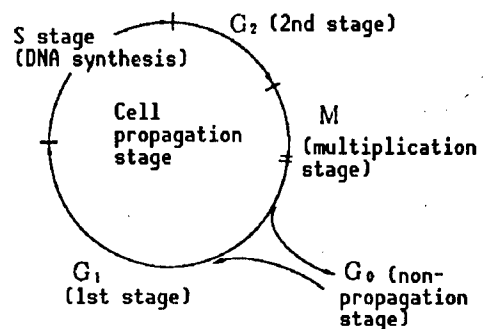 S stage
(DNA synthesis)
G₂ (2nd stage)
Cell
propagation
stage
M
(multiplication
stage)
G₁
(1st stage)
G₀ (non-
propagation
stage)